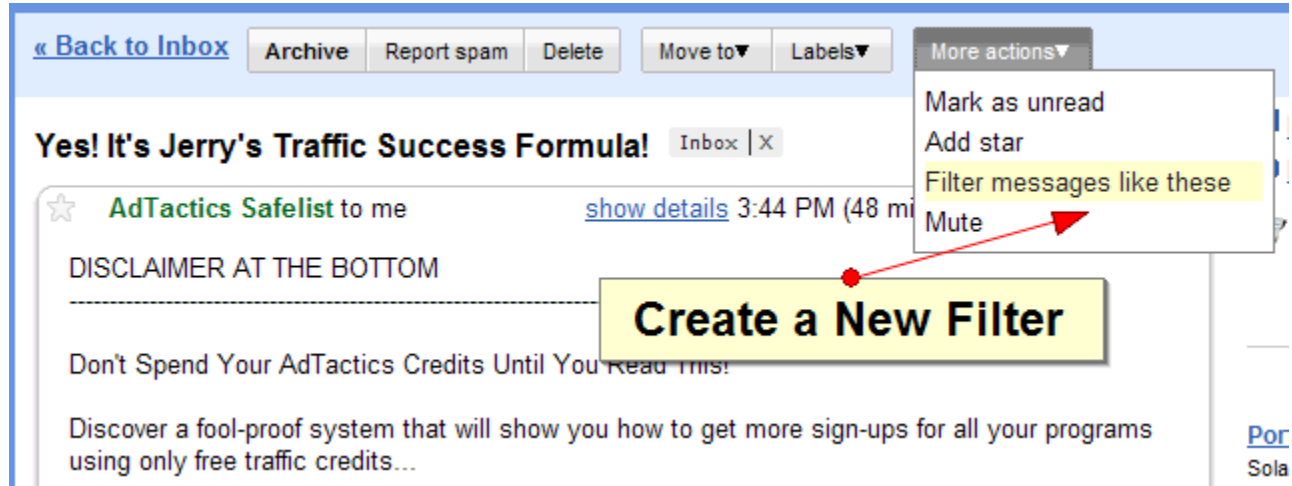 « Back to Inbox Archive Report spam Delete Move to▼ Labels▼ More actions▼
Mark as unread
Add star
Filter messages like these
Mute
Yes! It's Jerry's Traffic Success Formula! Inbox | X
AdTactics Safelist to me show details 3:44 PM (48 mi
DISCLAIMER AT THE BOTTOM
Create a New Filter
Don't Spend Your AdTactics Credits Until You Read This!
Discover a fool-proof system that will show you how to get more sign-ups for all your programs
using only free traffic credits...
Por
Sola